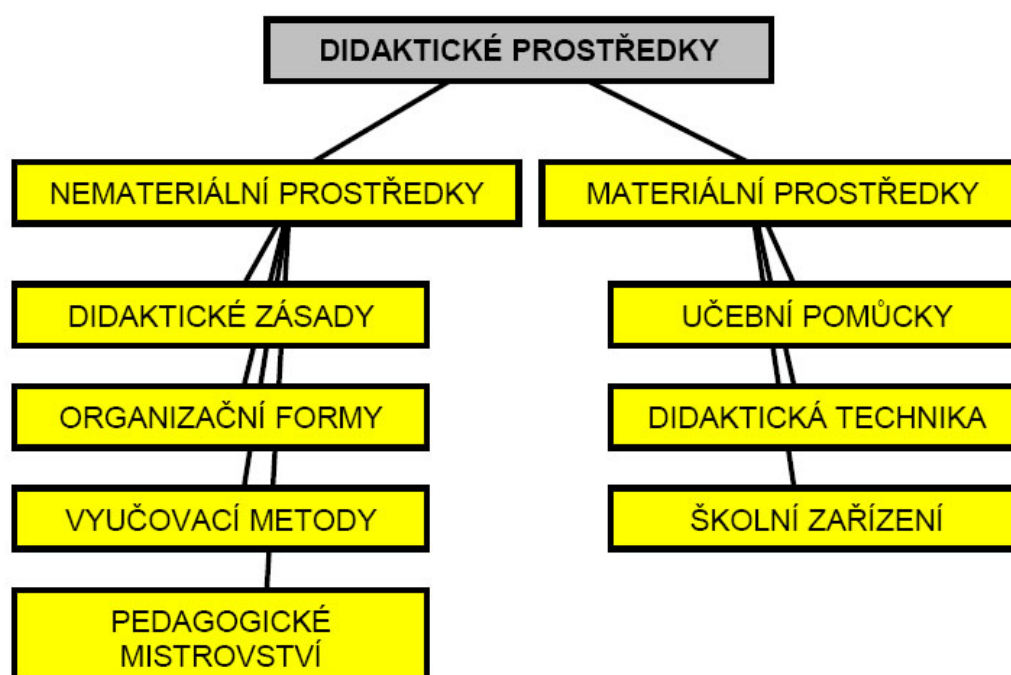 DIDAKTICKÉ PROSTŘEDKY
NEMATERIÁLNÍ PROSTŘEDKY
MATERIÁLNÍ PROSTŘEDKY
DIDAKTICKÉ ZÁSADY
UČEBNÍ POMŮCKY
ORGANIZAČNÍ FORMY
DIDAKTICKÁ TECHNIKA
VYUČOVACÍ METODY
ŠKOLNÍ ZAŘÍZENÍ
PEDAGOGICKÉ
MISTROVSTVÍ